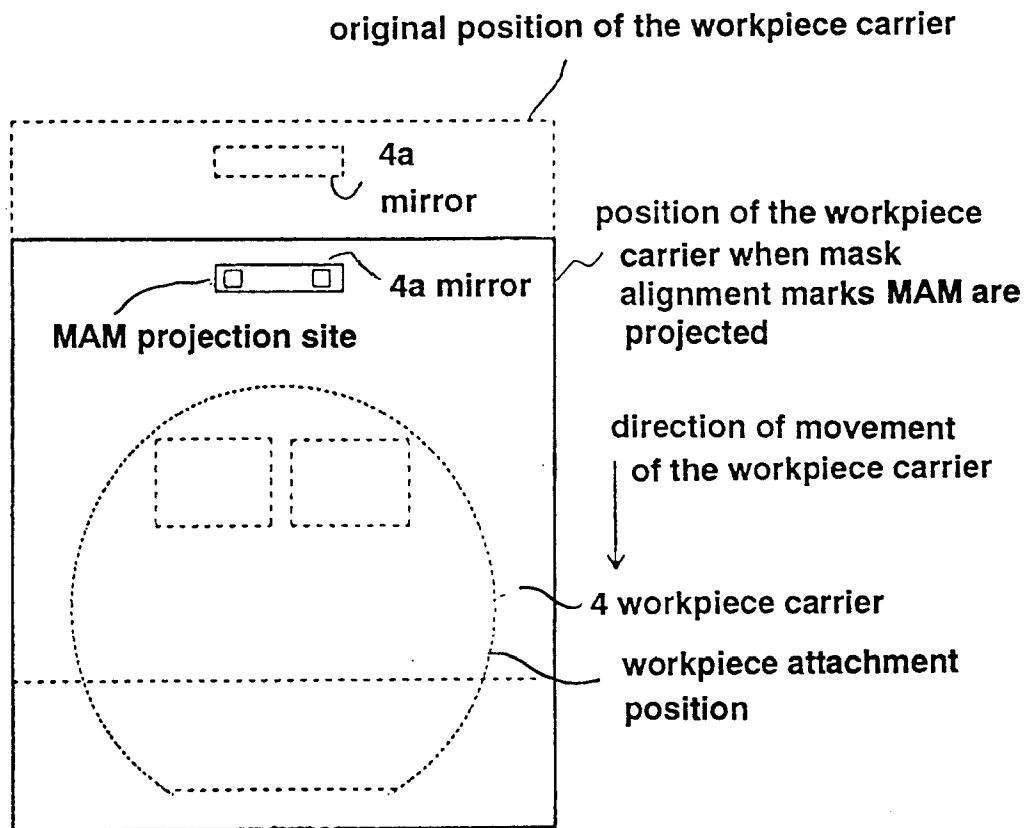 original position of the workpiece carrier
4a
mirror
position of the workpiece
carrier when mask
alignment marks MAM are
projected
4a mirror
MAM projection site
direction of movement
of the workpiece carrier
4 workpiece carrier
workpiece attachment
position